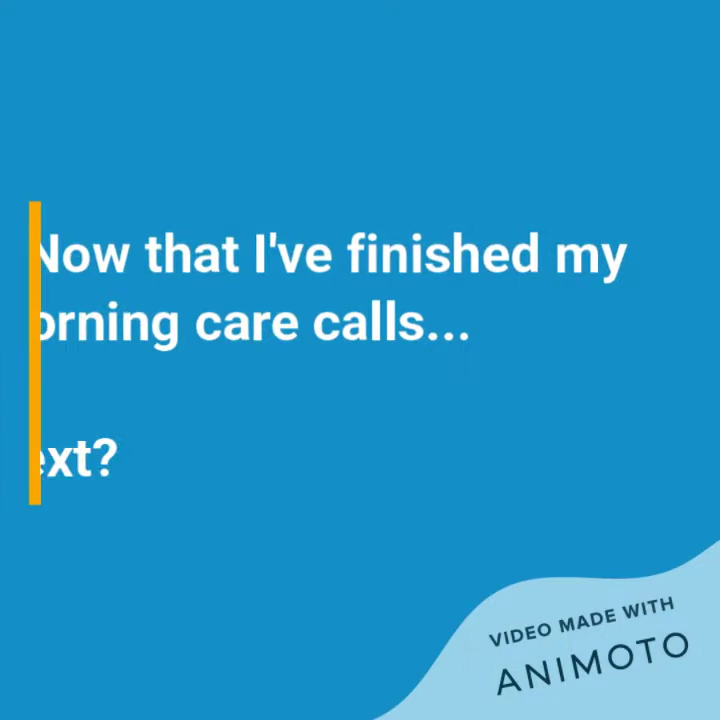 Now that I've finished my
orning care calls...
ext?
VIDEO MADE WITH
ANIMOTO